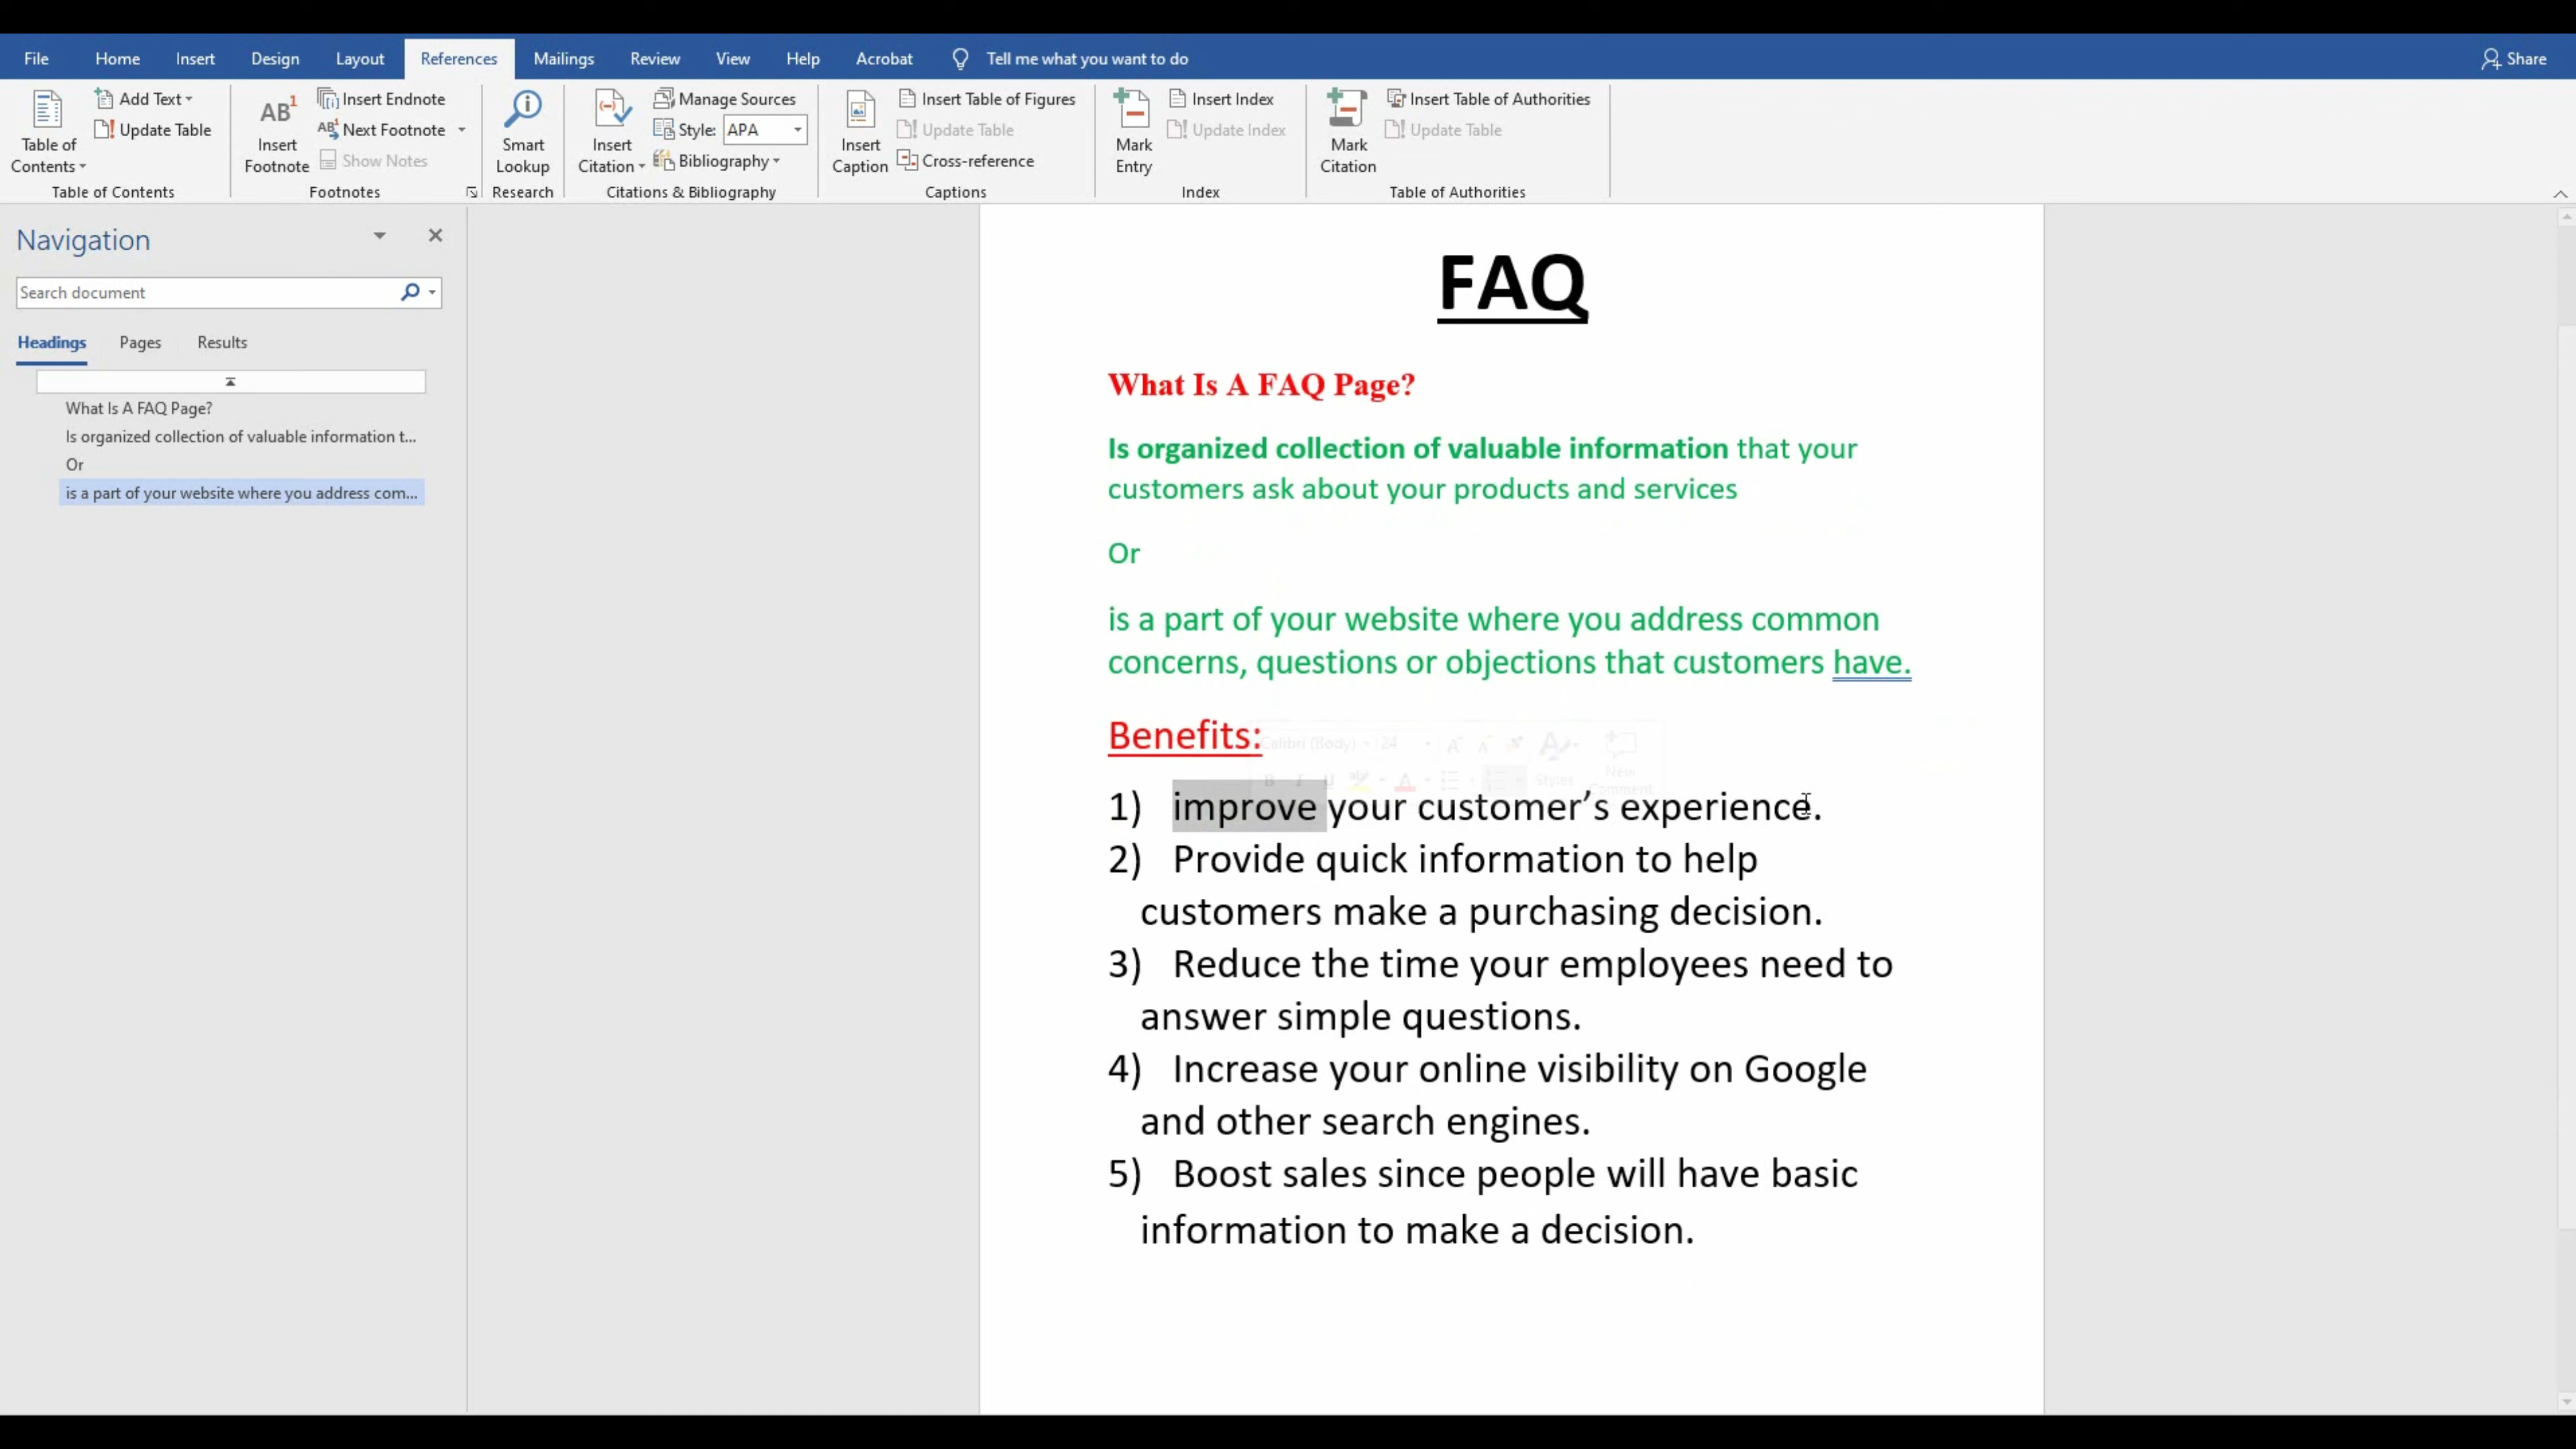 File Home Insert Design Layout References Mailings Review View Help Acrobat Tell me what you want to do Share
Table of Contents
Add Text
Update Table
Table of Contents
AB1 Insert Footnote
Insert Endnote
AB1 Next Footnote
Show Notes
Footnotes
Smart Lookup
Research
Insert Citation
Manage Sources
Style: APA
Bibliography
Citations & Bibliography
Insert Caption
Insert Table of Figures
Update Table
Cross-reference
Captions
Mark Entry
Insert Index
Update Index
Index
Mark Citation
Insert Table of Authorities
Update Table
Table of Authorities
Navigation
Search document
Headings Pages Results
What Is A FAQ Page?
Is organized collection of valuable information t...
Or
is a part of your website where you address com...
FAQ
What Is A FAQ Page?
Is organized collection of valuable information that your
customers ask about your products and services
Or
is a part of your website where you address common
concerns, questions or objections that customers have.
Benefits:
Calibri (Body) 24
B I U Styles New Comment
1) improve your customer’s experience.
2) Provide quick information to help
customers make a purchasing decision.
3) Reduce the time your employees need to
answer simple questions.
4) Increase your online visibility on Google
and other search engines.
5) Boost sales since people will have basic
information to make a decision.